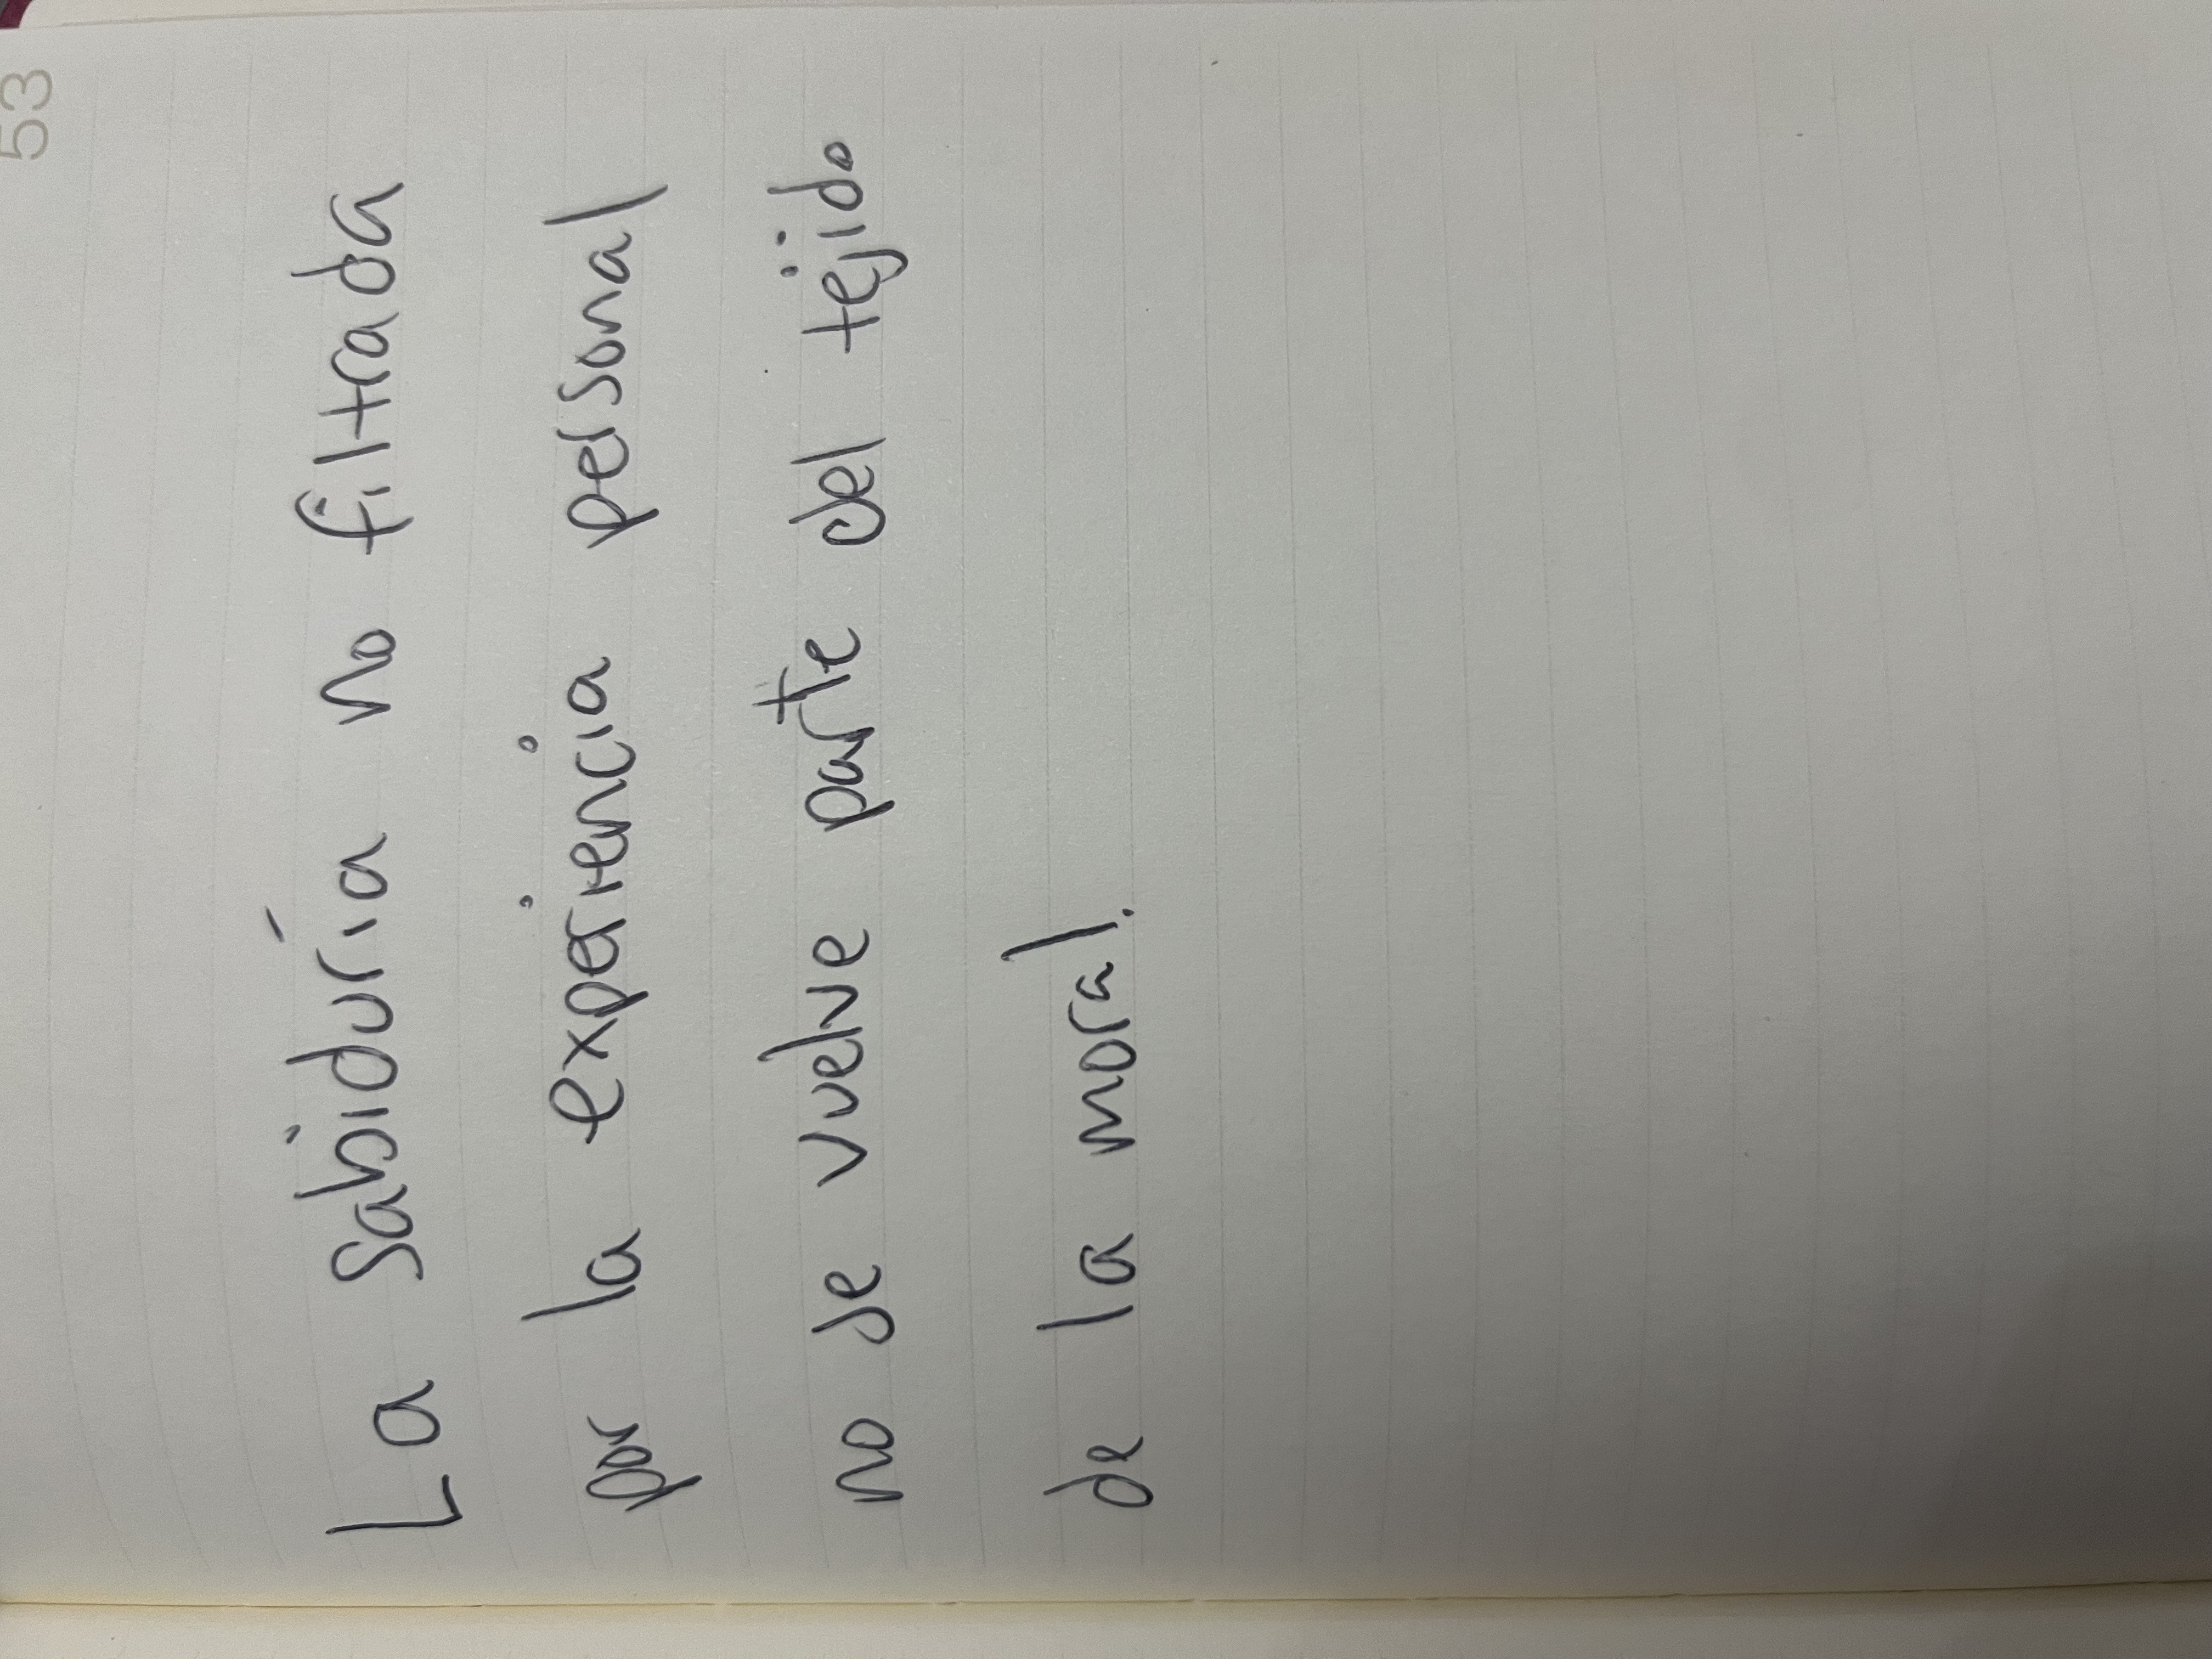 53
La sabiduría no filtrada
por la experiencia personal
no se vuelve parte del tejido
de la moral.